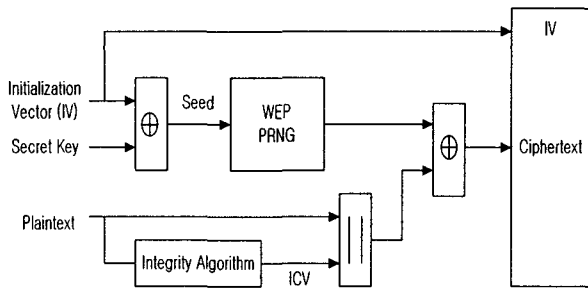 IV
Initialization
Vector (IV)
Seed
WEP
PRNG
Secret Key
⊕
⊕
Ciphertext
Plaintext
||
Integrity Algorithm
ICV